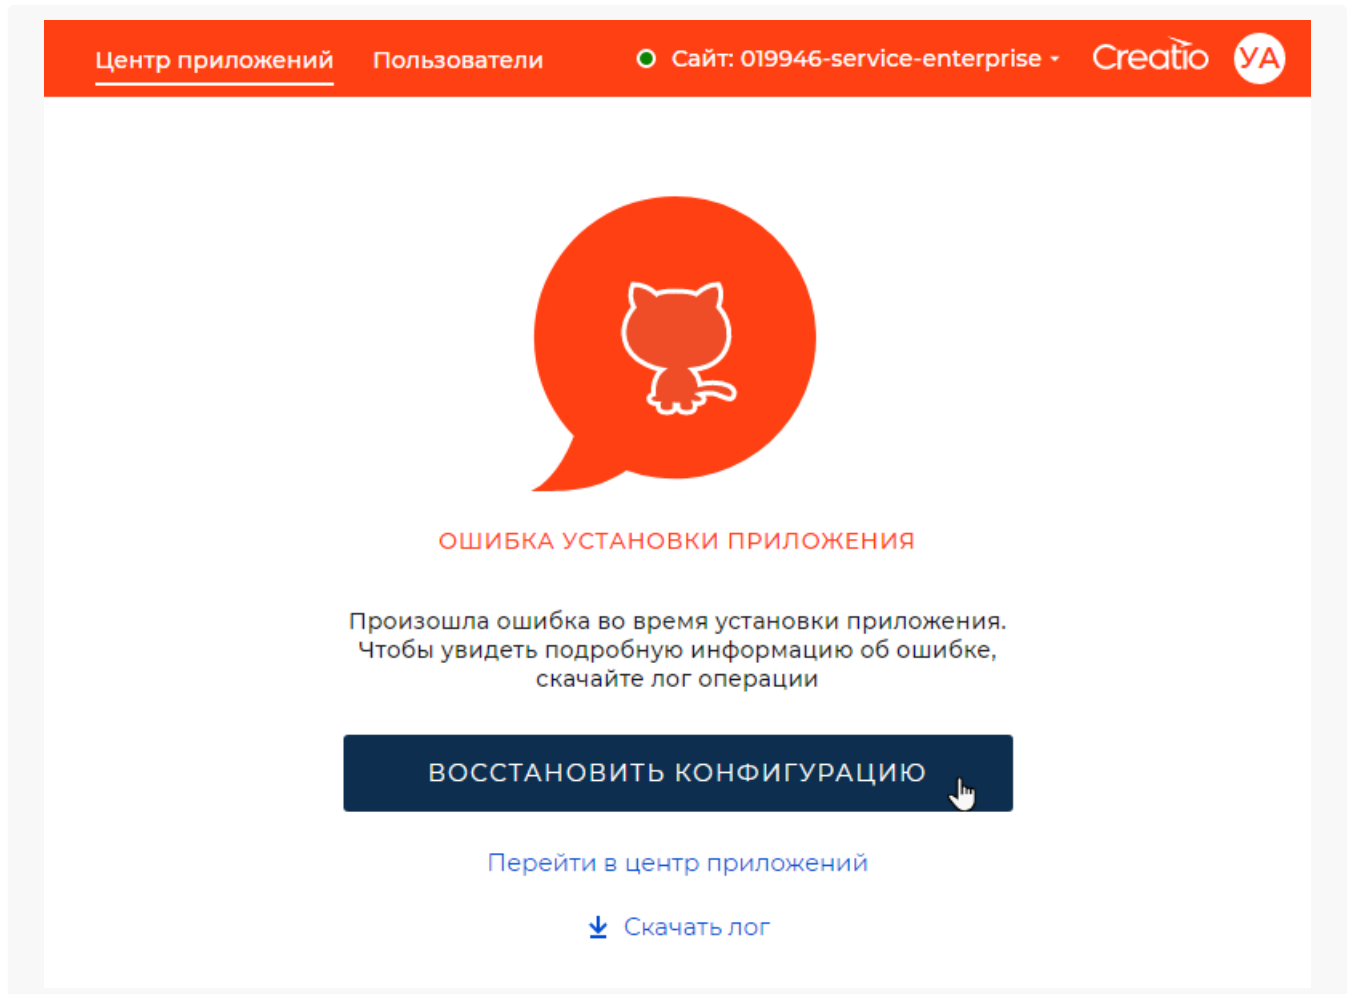 Центр приложений Пользователи Сайт: 019946-service-enterprise Creatio УА
ОШИБКА УСТАНОВКИ ПРИЛОЖЕНИЯ
Произошла ошибка во время установки приложения.
Чтобы увидеть подробную информацию об ошибке,
скачайте лог операции
ВОССТАНОВИТЬ КОНФИГУРАЦИЮ
Перейти в центр приложений
Скачать лог